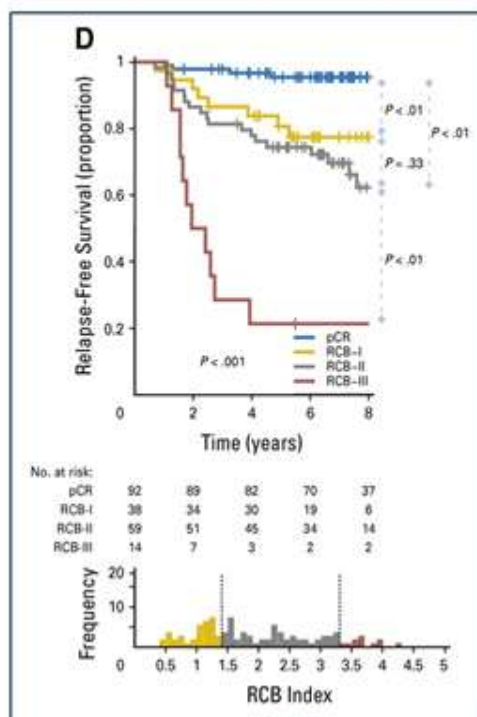 D
Relapse-Free Survival (proportion)
1
0.8
0.6
0.4
0.2
0
2
4
6
8
Time (years)
P < .001
pCR
RCB–I
RCB–II
RCB–III
P < .01
P < .01
P < .33
P < .01
No. at risk:
pCR 92 89 82 70 37
RCB-I 38 34 30 19 6
RCB-II 59 51 45 34 14
RCB-III 14 7 3 2 2
Frequency
20
10
0 0.5 1 1.5 2 2.5 3 3.5 4 4.5 5
RCB Index